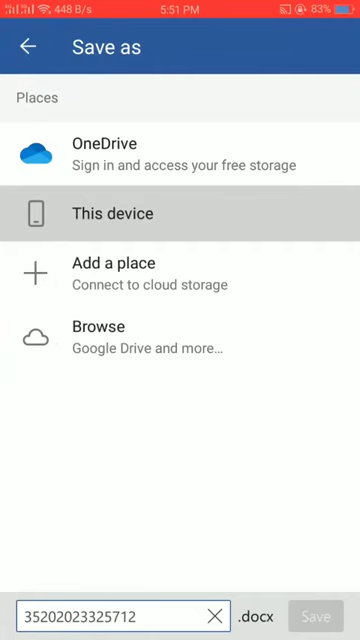 448 B/s
5:51 PM
83%
Save as
Places
OneDrive
Sign in and access your free storage
This device
Add a place
Connect to cloud storage
Browse
Google Drive and more...
35202023325712
.docx
Save